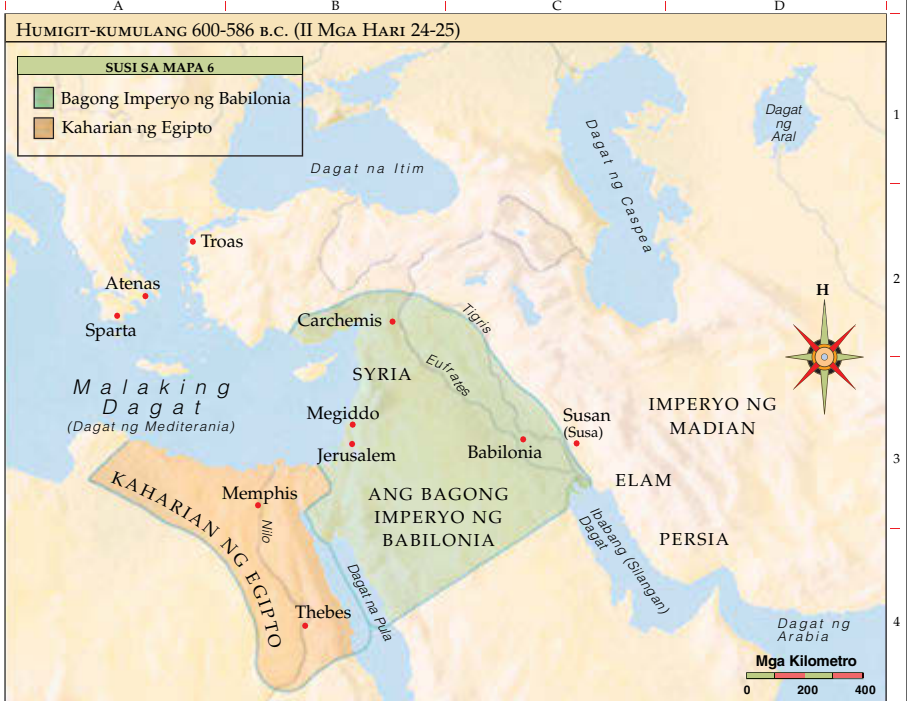 A B C D
HUMIGIT-KUMULANG 600-586 B.C. (II MGA HARI 24-25)
SUSI SA MAPA 6
Bagong Imperyo ng Babilonia
Kaharian ng Egipto
1
2
3
4
Dagat na Itim
Dagat ng Caspea
Dagat
ng
Aral
Troas
Atenas
Sparta
Carchemis
Tigris
Eufrates
H
SYRIA
Malaking
Dagat
(Dagat ng Mediterania)
Megiddo
Jerusalem
Babilonia
Susan
(Susa)
IMPERYO NG
MADIAN
ELAM
PERSIA
KAHARIAN NG EGIPTO
Memphis
Nilo
Thebes
ANG BAGONG
IMPERYO NG
BABILONIA
Dagat na Pula
Ibabang (Silangan)
Dagat
Dagat ng
Arabia
Mga Kilometro
0 200 400